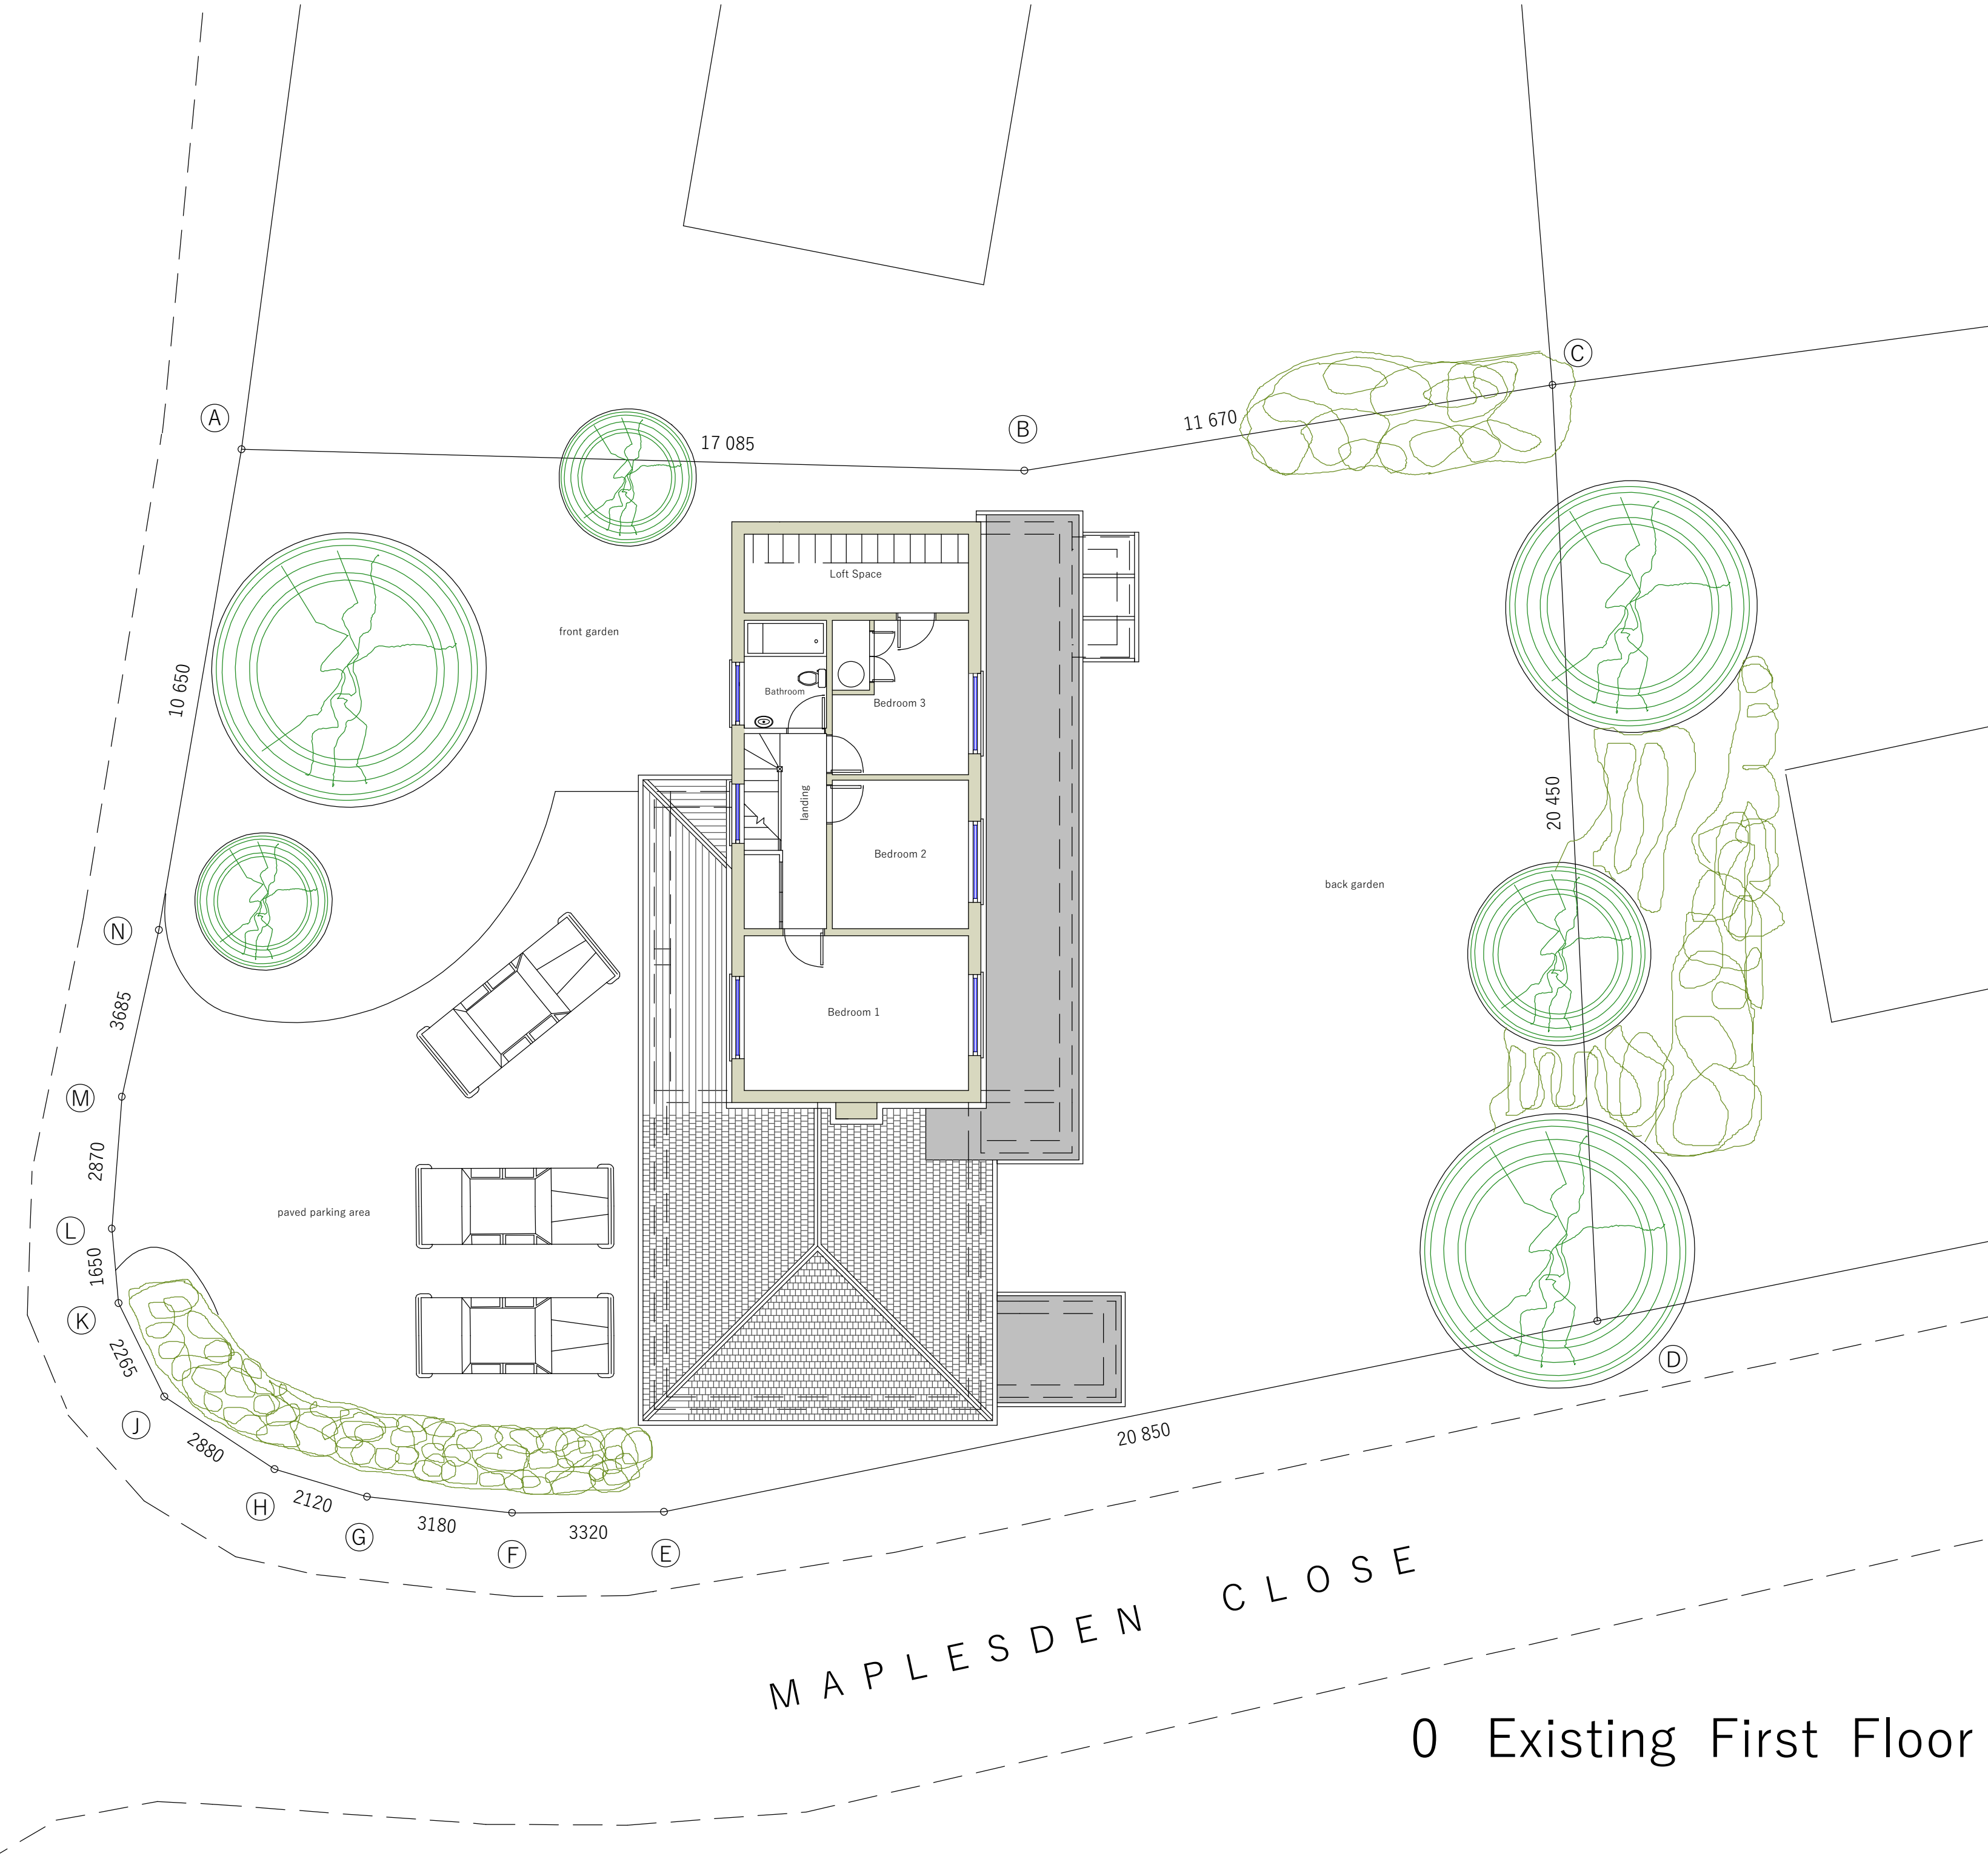 C
A
B
17 085
11 670
Loft Space
front garden
10 650
Bathroom
Bedroom 3
landing
20 450
Bedroom 2
back garden
N
3685
Bedroom 1
M
2870
paved parking area
L
1650
K
2265
D
J
2880
20 850
H
2120
G
3180
F
3320
E
MAPLESDEN CLOSE
0 Existing First Floor